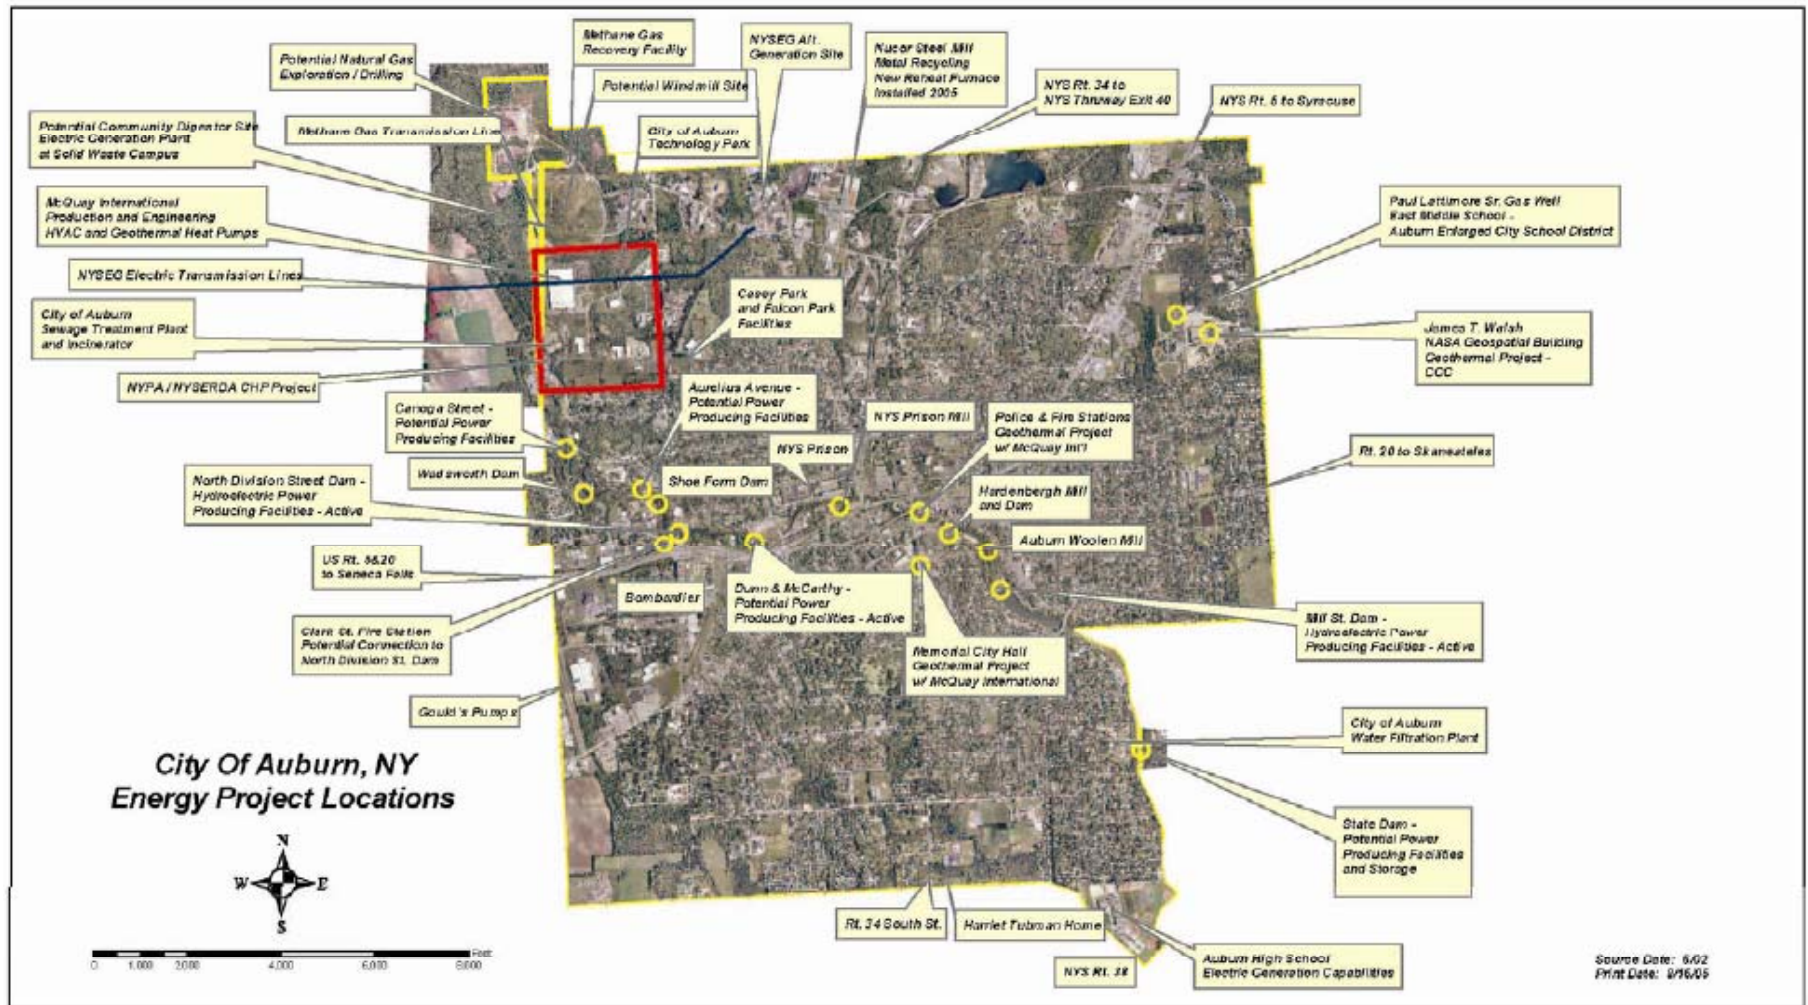 Methane Gas
Recovery Facility
NYSEG Alt.
Generation Site
Nucor Steel Mill
Metal Recycling
New Reheat Furnace
Installed 2005
Potential Natural Gas
Exploration / Drilling
Potential Windmill Site
NYS Rt. 34 to
NYS Thruway Exit 40
NYS Rt. 5 to Syracuse
Potential Community Digester Site
Electric Generation Plant
at Solid Waste Campus
Methane Gas Transmission Line
City of Auburn
Technology Park
McQuay International
Production and Engineering
HVAC and Geothermal Heat Pumps
Paul Lattimore Sr. Gas Well
East Middle School -
Auburn Enlarged City School District
NYSEG Electric Transmission Lines
City of Auburn
Sewage Treatment Plant
and Incinerator
Casey Park
and Falcon Park
Facilities
James T. Walsh
NASA Geospatial Building
Geothermal Project -
CCC
NYPA / NYSERDA CHP Project
Canoga Street -
Potential Power
Producing Facilities
Aurelius Avenue -
Potential Power
Producing Facilities
NYS Prison Mill
NYS Prison
Police & Fire Stations
Geothermal Project
w/ McQuay Int'l
Rt. 20 to Skaneateles
Wadsworth Dam
North Division Street Dam -
Hydroelectric Power
Producing Facilities - Active
Shoe Form Dam
Hardenbergh Mill
and Dam
Auburn Woolen Mill
US Rt. 5&20
to Seneca Falls
Bombardier
Dunn & McCarthy -
Potential Power
Producing Facilities - Active
Mill St. Dam -
Hydroelectric Power
Producing Facilities - Active
Clark St. Fire Station
Potential Connection to
North Division St. Dam
Memorial City Hall
Geothermal Project
w/ McQuay International
Gould's Pumps
City of Auburn
Water Filtration Plant
City Of Auburn, NY
Energy Project Locations
State Dam -
Potential Power
Producing Facilities
and Storage
N
W
E
S
Rt. 34 South St.
Harriet Tubman Home
NYS Rt. 38
Auburn High School
Electric Generation Capabilities
Feet
0 1,000 2,000 4,000 6,000 8,000
Source Date: 5/02
Print Date: 9/16/05